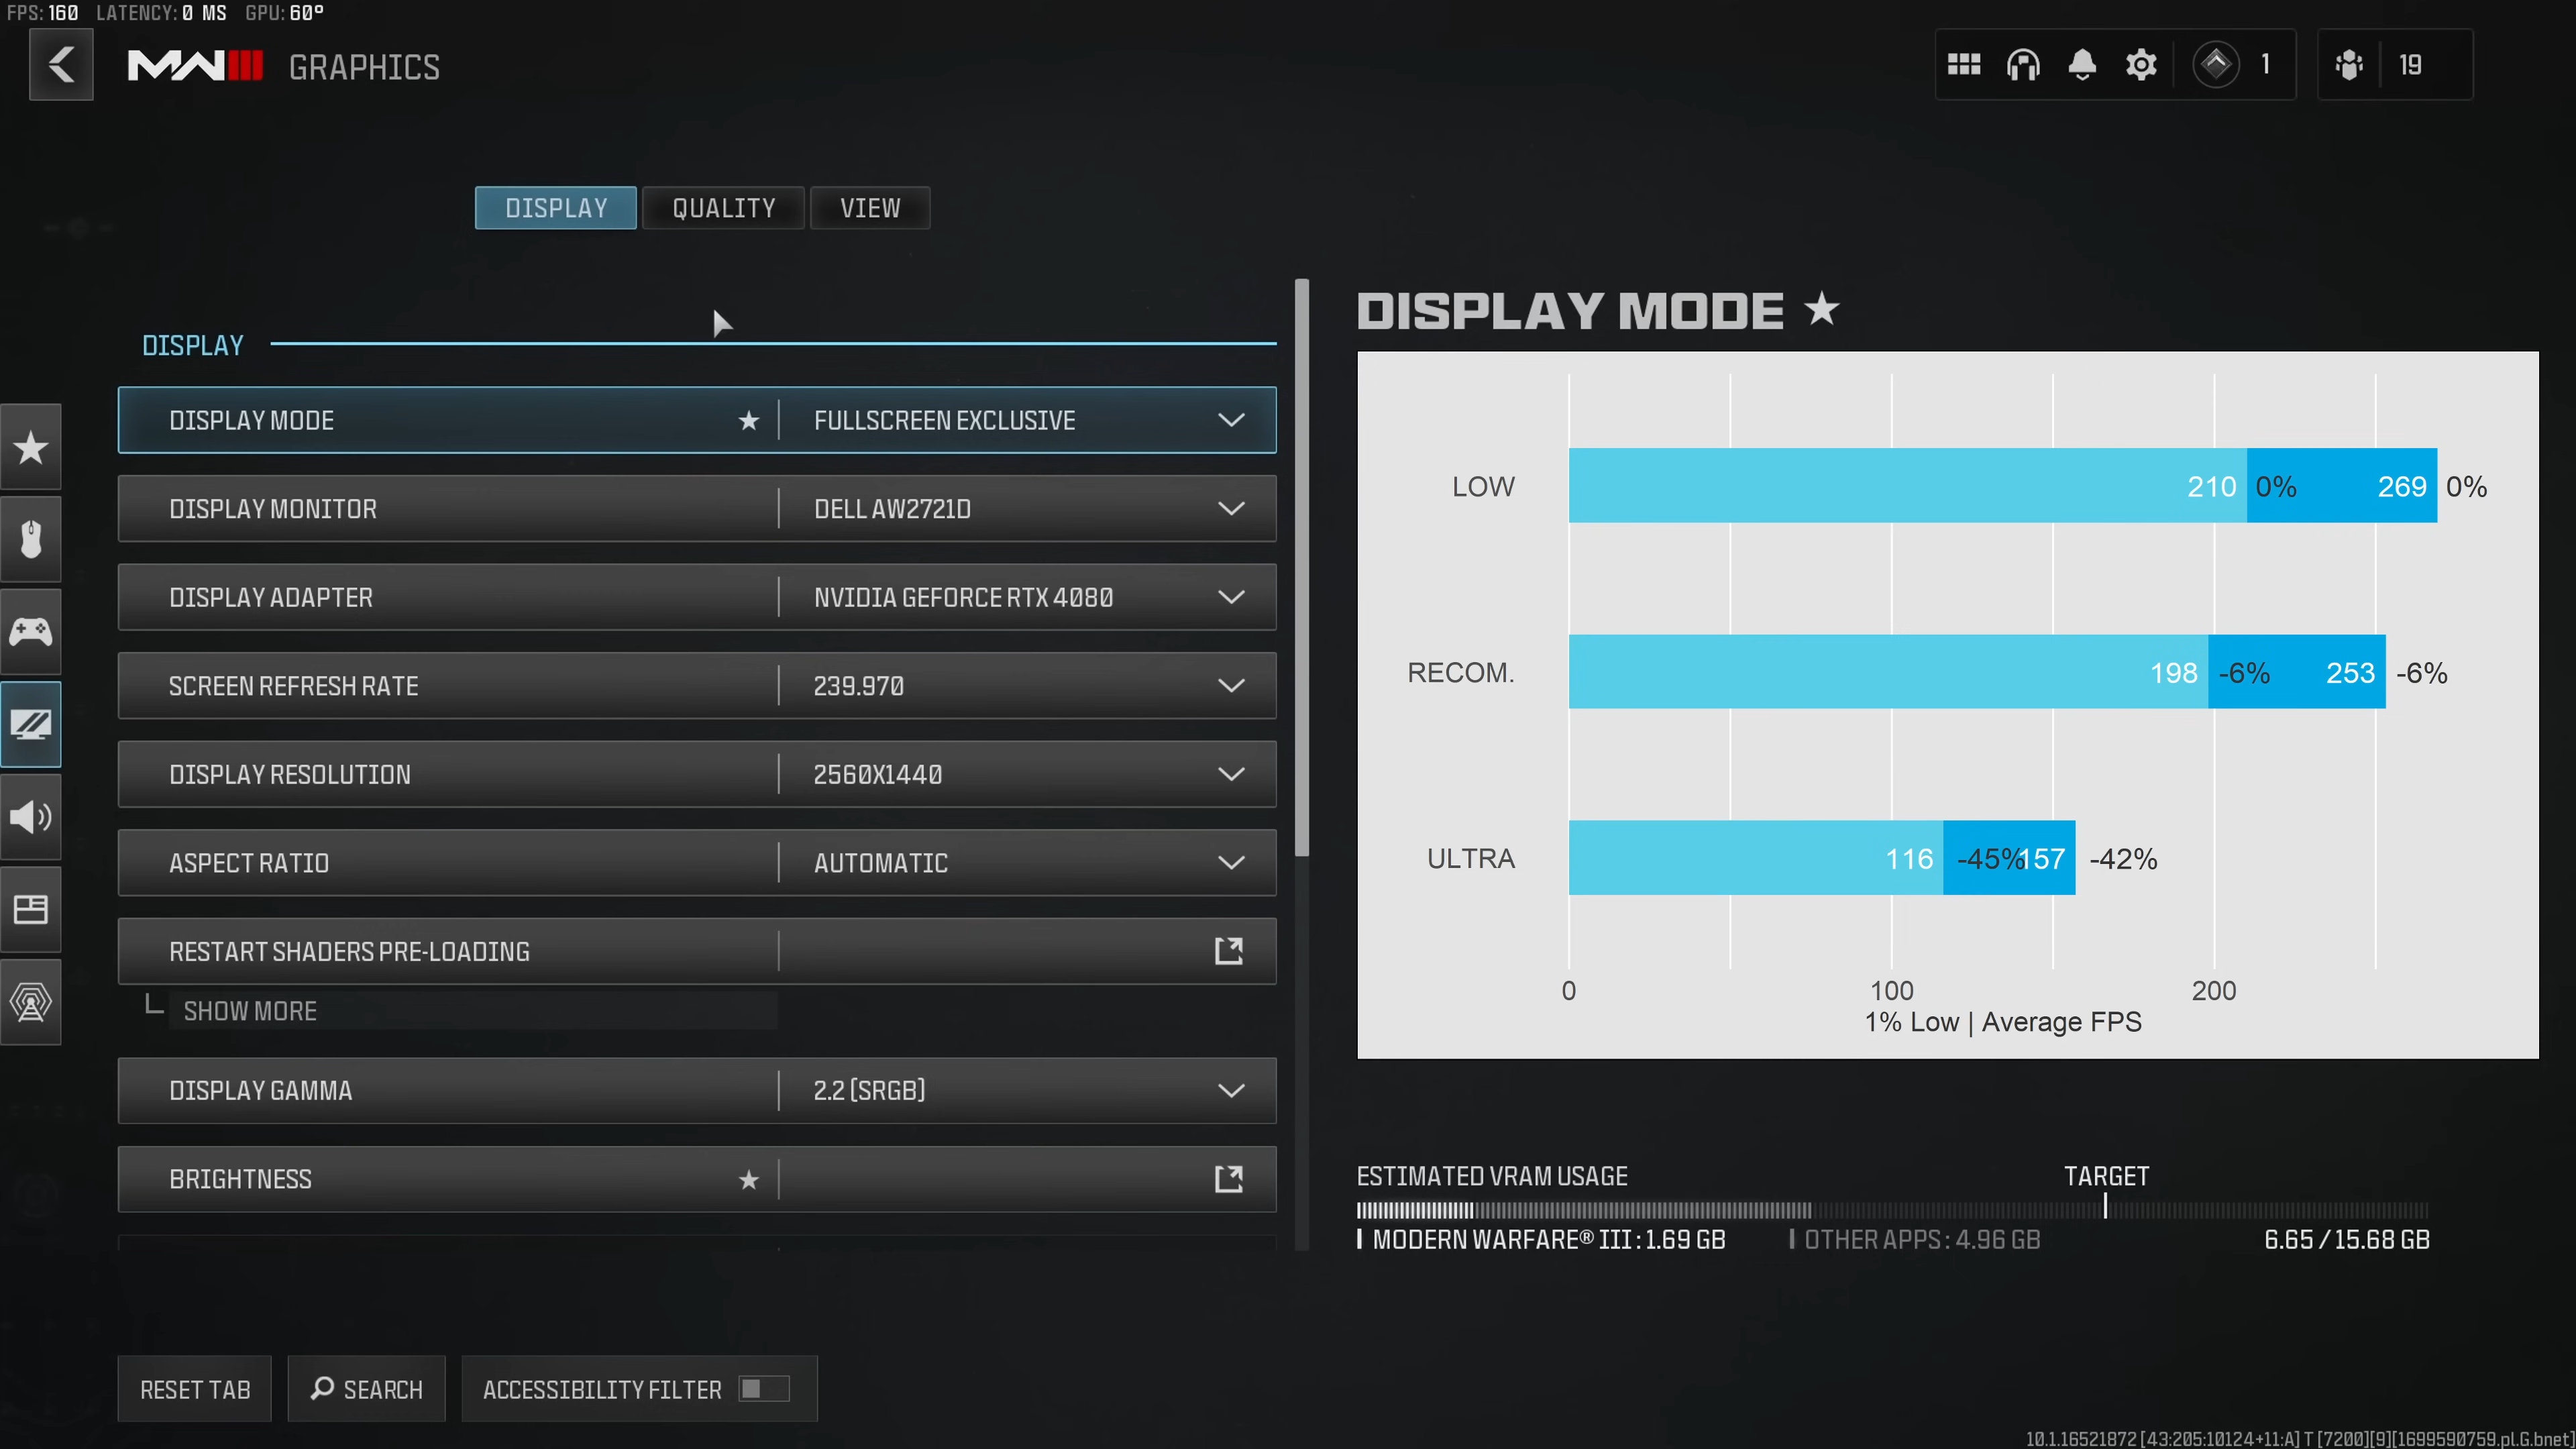 FPS: 160 LATENCY: 0 MS GPU: 60°
MWIII GRAPHICS
1
19
DISPLAY QUALITY VIEW
DISPLAY
DISPLAY MODE FULLSCREEN EXCLUSIVE
DISPLAY MONITOR DELL AW2721D
DISPLAY ADAPTER NVIDIA GEFORCE RTX 4080
SCREEN REFRESH RATE 239.970
DISPLAY RESOLUTION 2560X1440
ASPECT RATIO AUTOMATIC
RESTART SHADERS PRE-LOADING
SHOW MORE
DISPLAY GAMMA 2.2 (SRGB)
BRIGHTNESS
DISPLAY MODE
LOW 210 0% 269 0%
RECOM. 198 -6% 253 -6%
ULTRA 116 -45% 157 -42%
0 100 200
1% Low | Average FPS
ESTIMATED VRAM USAGE TARGET
MODERN WARFARE® III : 1.69 GB OTHER APPS : 4.96 GB 6.65 / 15.68 GB
RESET TAB SEARCH ACCESSIBILITY FILTER
10.1.16521872 [43:205:10124+11:A] T [7200][9][1699590759.pl.G.bnet]